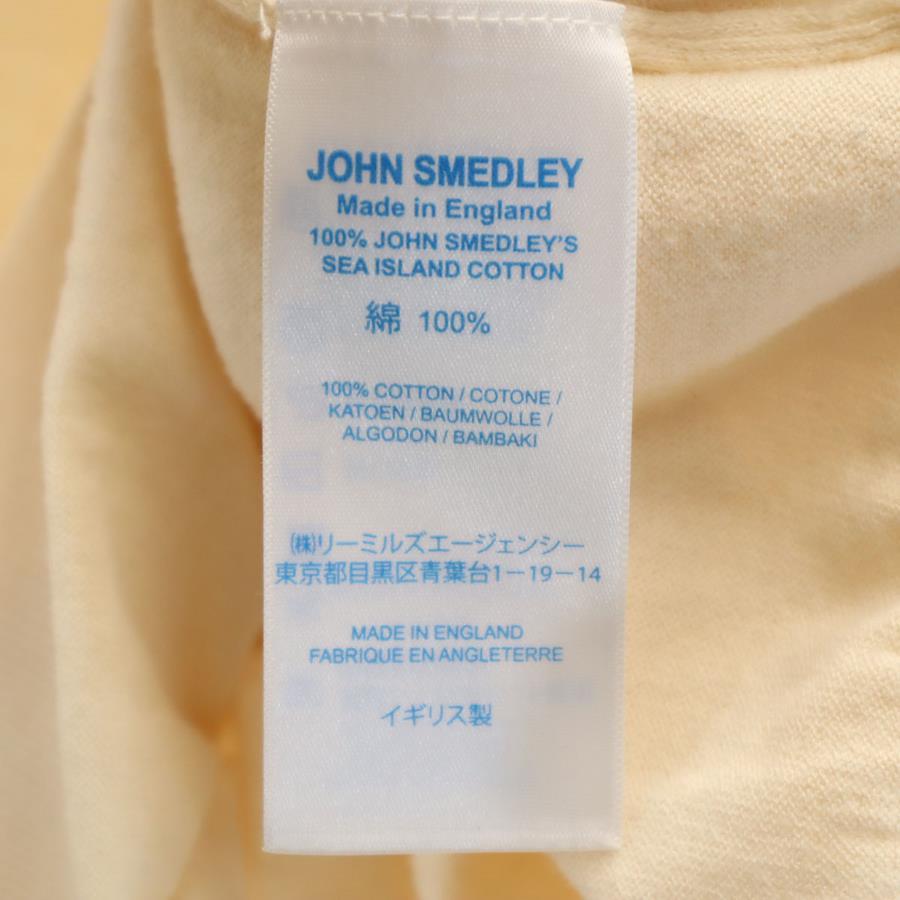 JOHN SMEDLEY
Made in England
100% JOHN SMEDLEY'S
SEA ISLAND COTTON
綿 100%
100% COTTON / COTONE /
KATOEN / BAUMWOLLE /
ALGODON / BAMBAKI
㈱リーミルズエージェンシー
東京都目黒区青葉台1－19－14
MADE IN ENGLAND
FABRIQUE EN ANGLETERRE
イギリス製